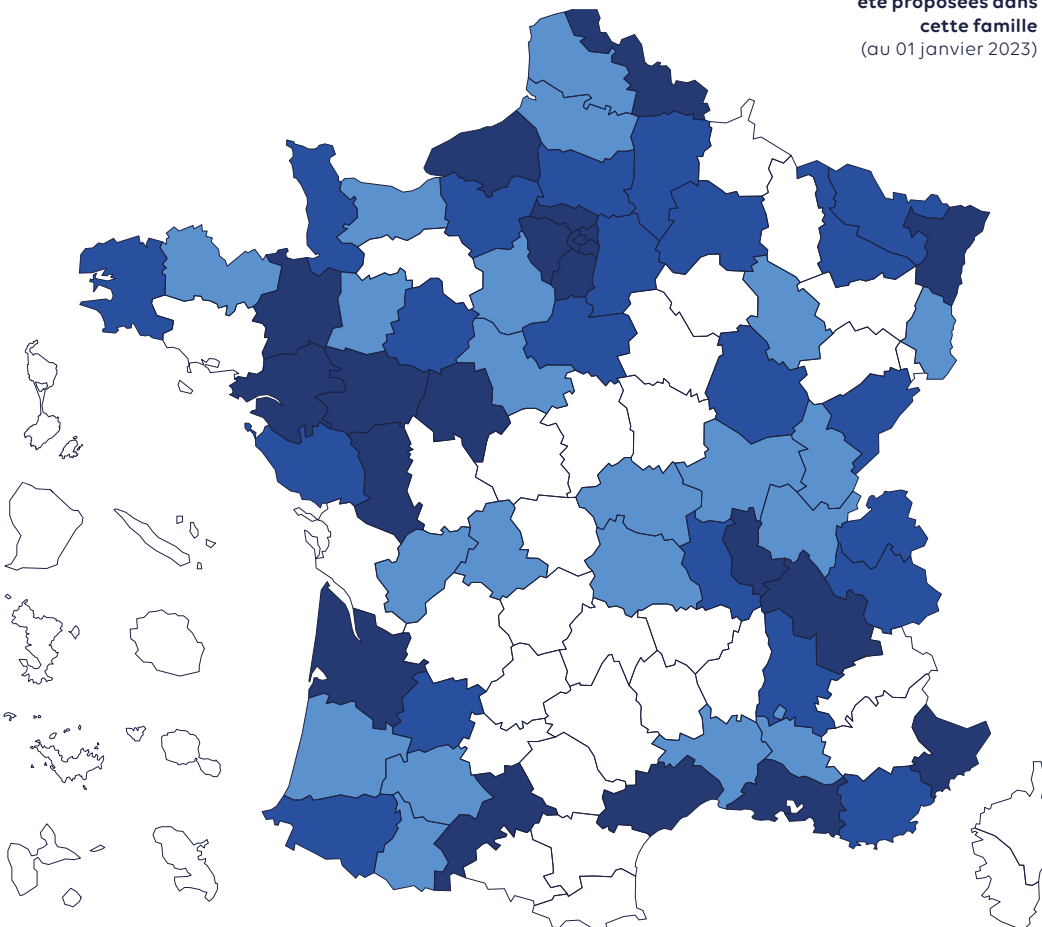 été proposées dans
cette famille
(au 01 janvier 2023)